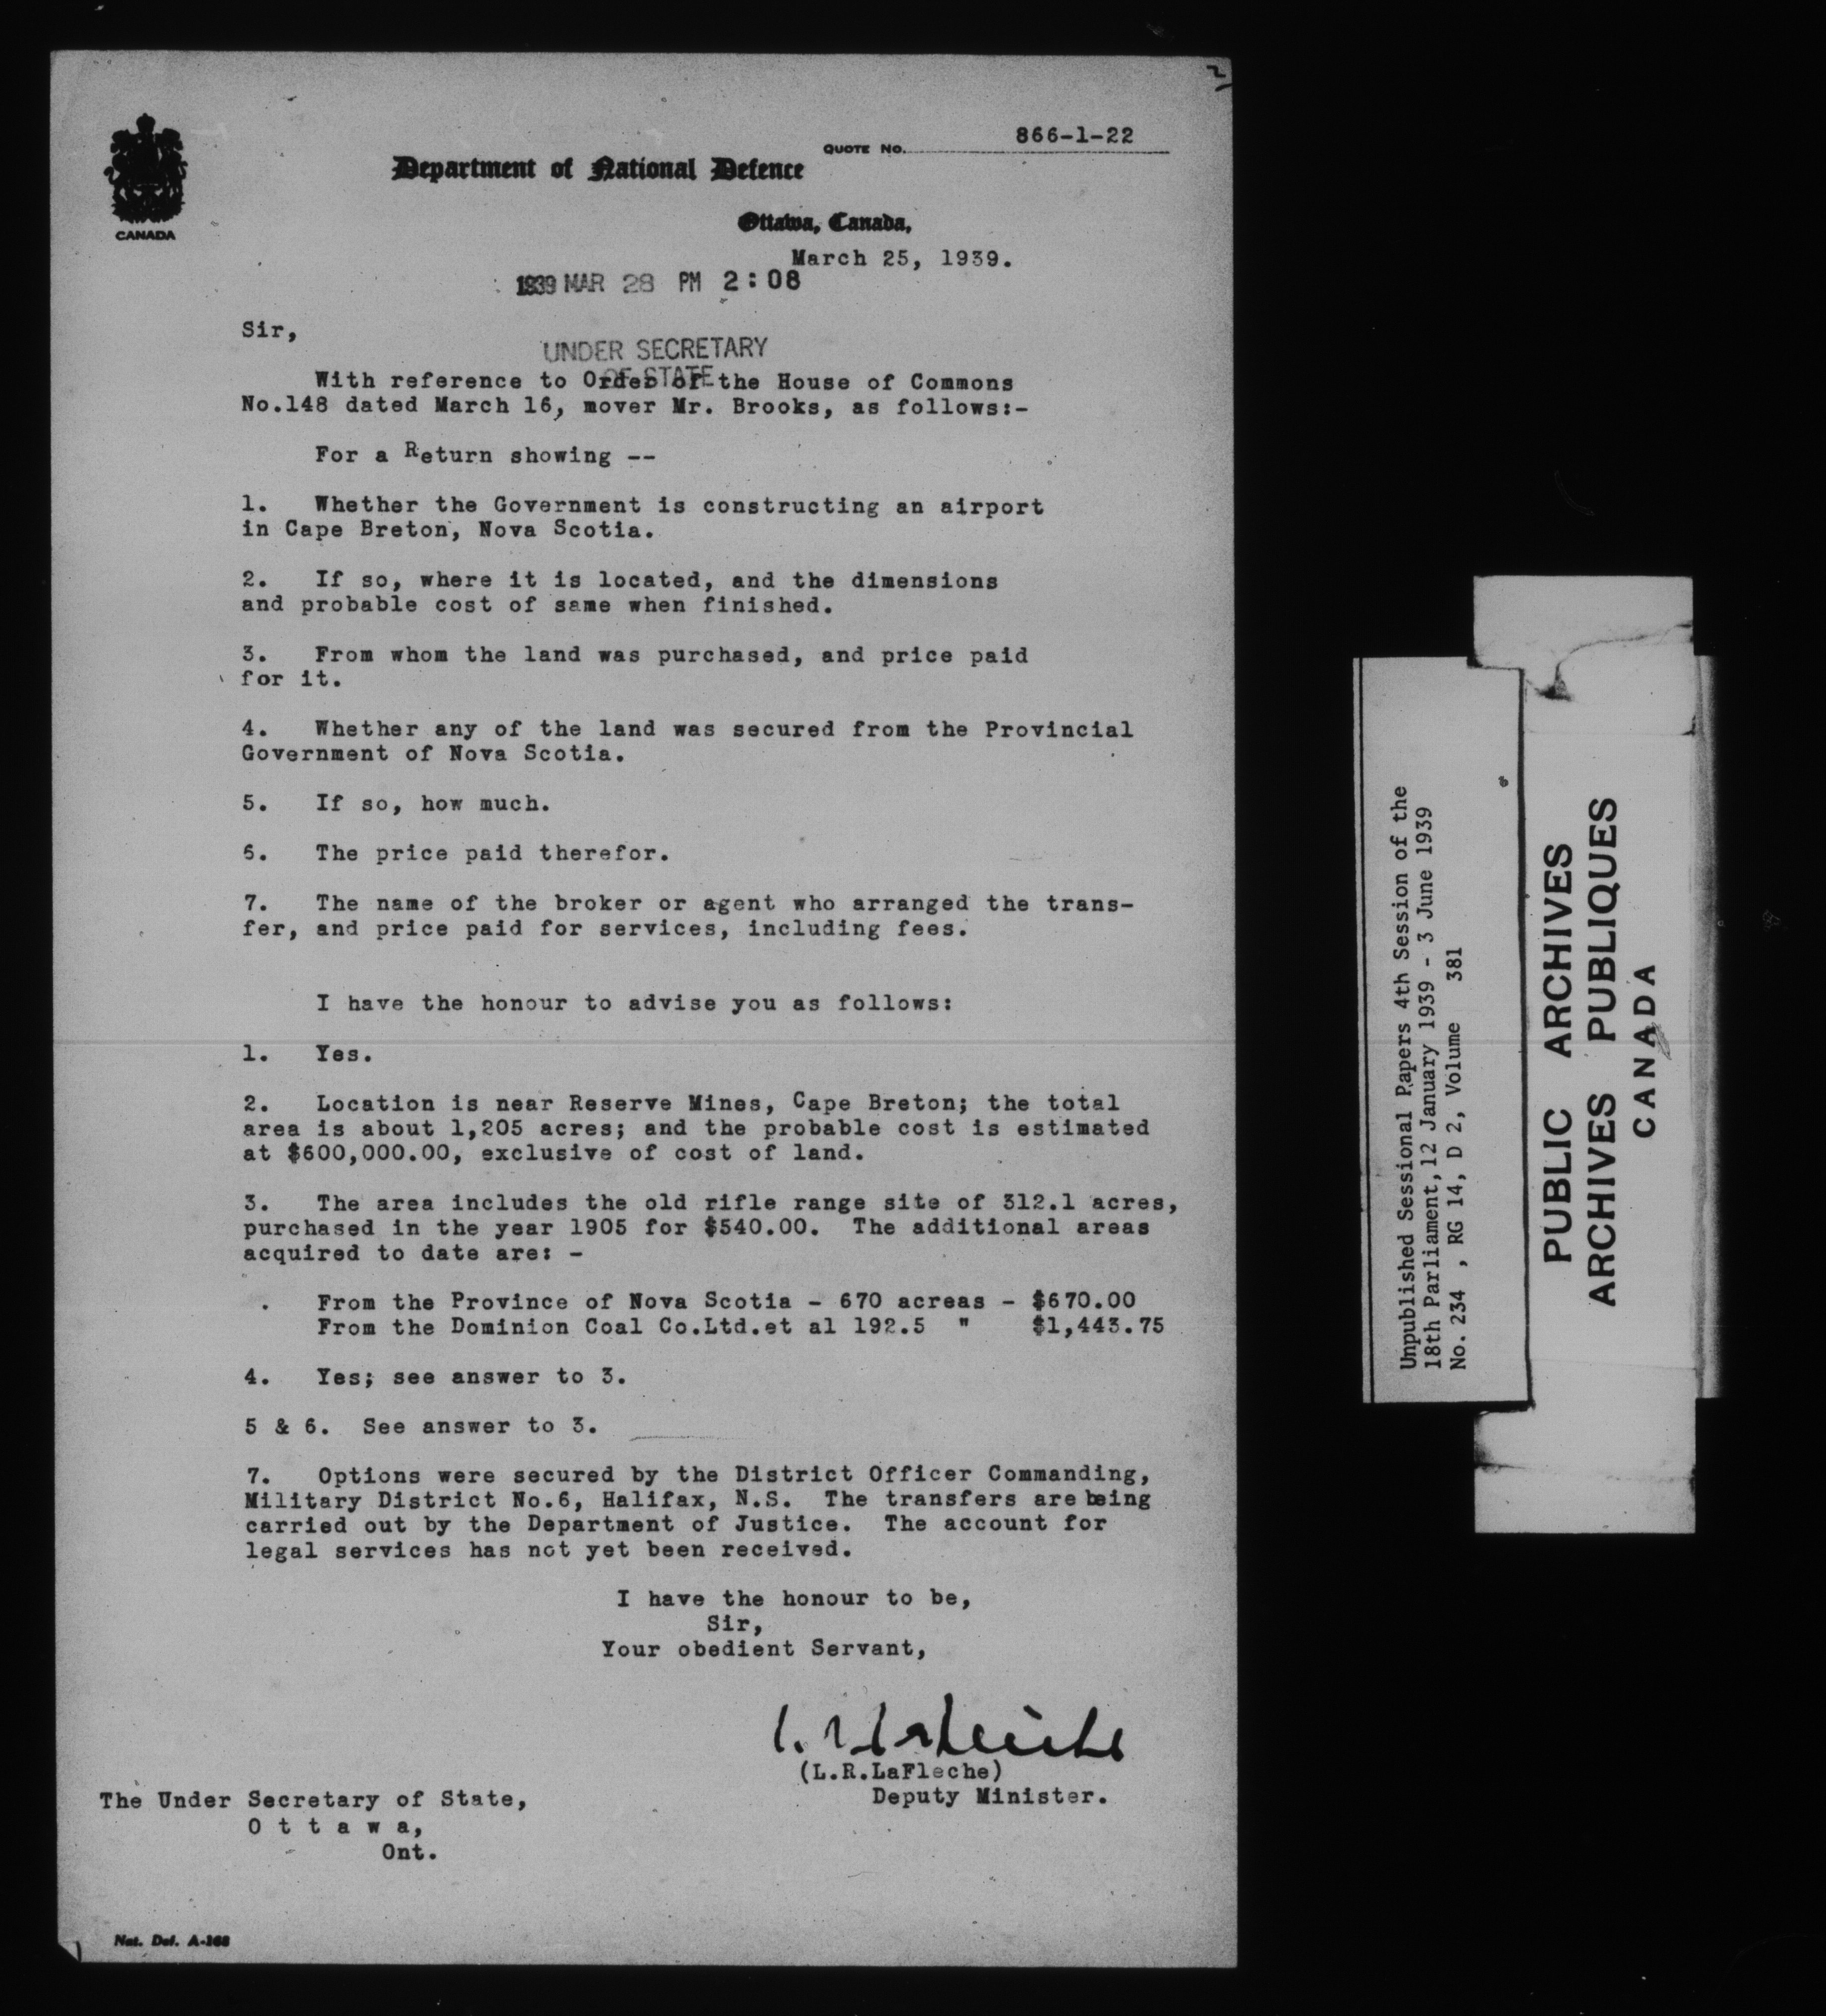 2
CANADA
QUOTE No. 866-1-22
Department of National Defence
Ottawa, Canada,
March 25, 1939.
1939 MAR 28 PM 2:08
Sir,
UNDER SECRETARY
OF STATE
With reference to Order of the House of Commons
No.148 dated March 16, mover Mr. Brooks, as follows:-
For a Return showing --
1. Whether the Government is constructing an airport
in Cape Breton, Nova Scotia.
2. If so, where it is located, and the dimensions
and probable cost of same when finished.
3. From whom the land was purchased, and price paid
for it.
4. Whether any of the land was secured from the Provincial
Government of Nova Scotia.
5. If so, how much.
6. The price paid therefor.
7. The name of the broker or agent who arranged the trans-
fer, and price paid for services, including fees.
I have the honour to advise you as follows:
1. Yes.
2. Location is near Reserve Mines, Cape Breton; the total
area is about 1,205 acres; and the probable cost is estimated
at $600,000.00, exclusive of cost of land.
3. The area includes the old rifle range site of 312.1 acres,
purchased in the year 1905 for $540.00. The additional areas
acquired to date are: -
From the Province of Nova Scotia - 670 acreas - $670.00
From the Dominion Coal Co.Ltd.et al 192.5 " $1,443.75
4. Yes; see answer to 3.
5 & 6. See answer to 3.
7. Options were secured by the District Officer Commanding,
Military District No.6, Halifax, N.S. The transfers are being
carried out by the Department of Justice. The account for
legal services has not yet been received.
I have the honour to be,
Sir,
Your obedient Servant,
L.R. LaFleche
(L.R.LaFleche)
Deputy Minister.
The Under Secretary of State,
O t t a w a,
Ont.
Nat. Def. A-168
Unpublished Sessional Papers 4th Session of the
18th Parliament,12 January 1939 - 3 June 1939
No. 234 , RG 14, D 2, Volume 381
PUBLIC ARCHIVES
ARCHIVES PUBLIQUES
CANADA